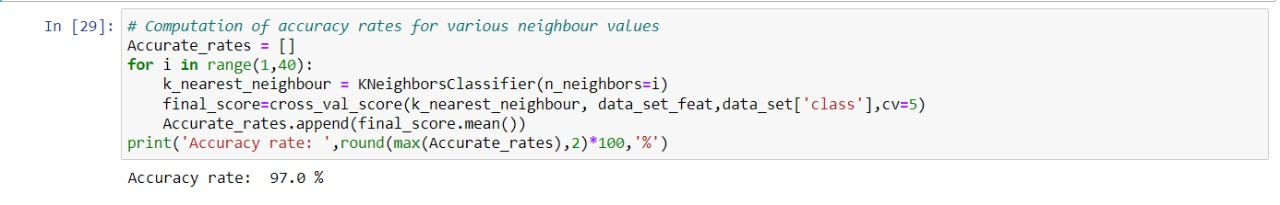 In [29]: # Computation of accuracy rates for various neighbour values
Accurate_rates = []
for i in range(1,40):
    k_nearest_neighbour = KNeighborsClassifier(n_neighbors=i)
    final_score=cross_val_score(k_nearest_neighbour, data_set_feat,data_set['class'],cv=5)
    Accurate_rates.append(final_score.mean())
print('Accuracy rate: ',round(max(Accurate_rates),2)*100,'%')
Accuracy rate:  97.0 %